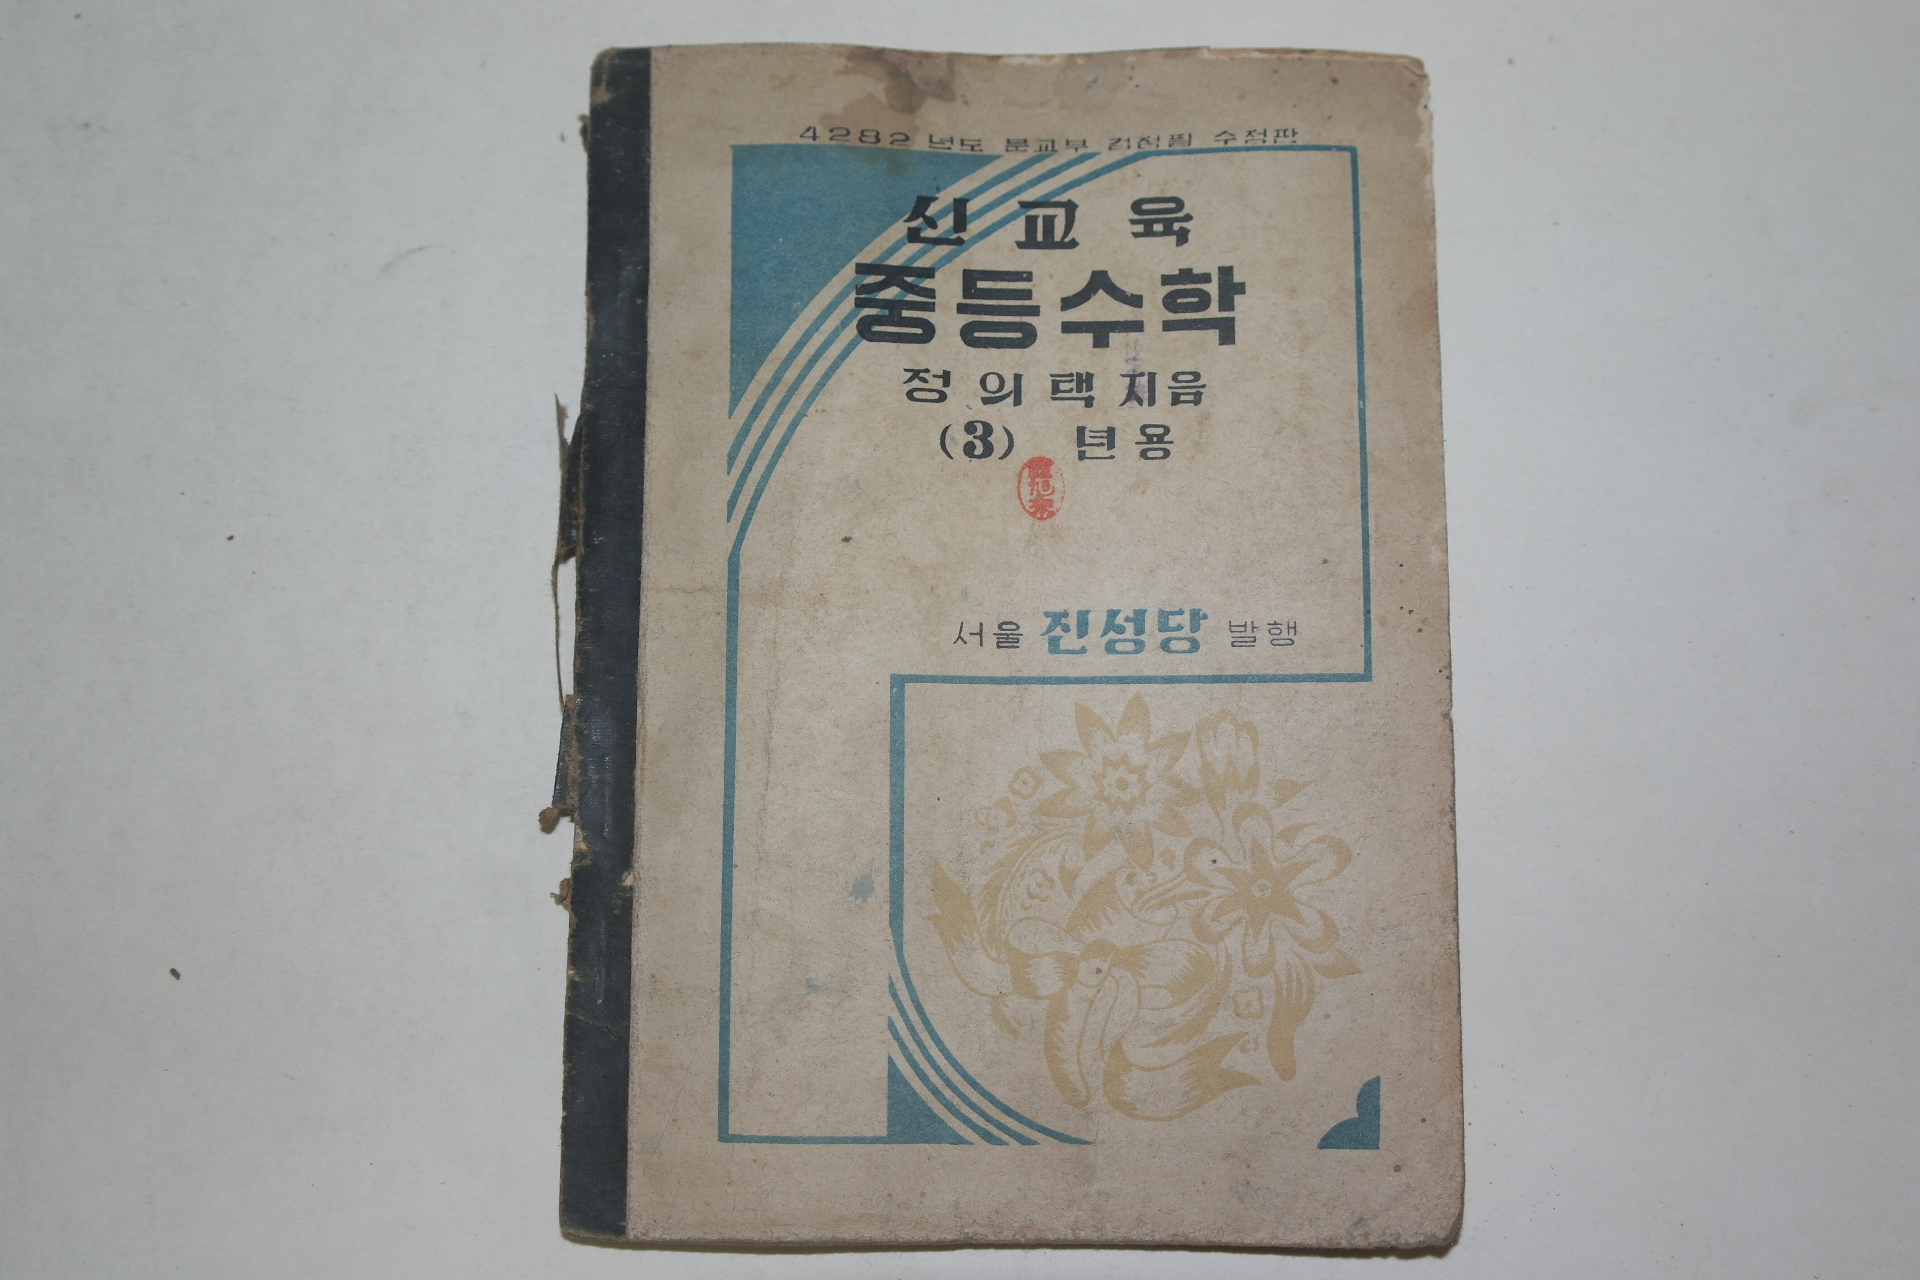 4282 년도 문교부 검정필 수정판
신교육
중등수학
정의택 지음
(3) 년용
서울 진성당 발행